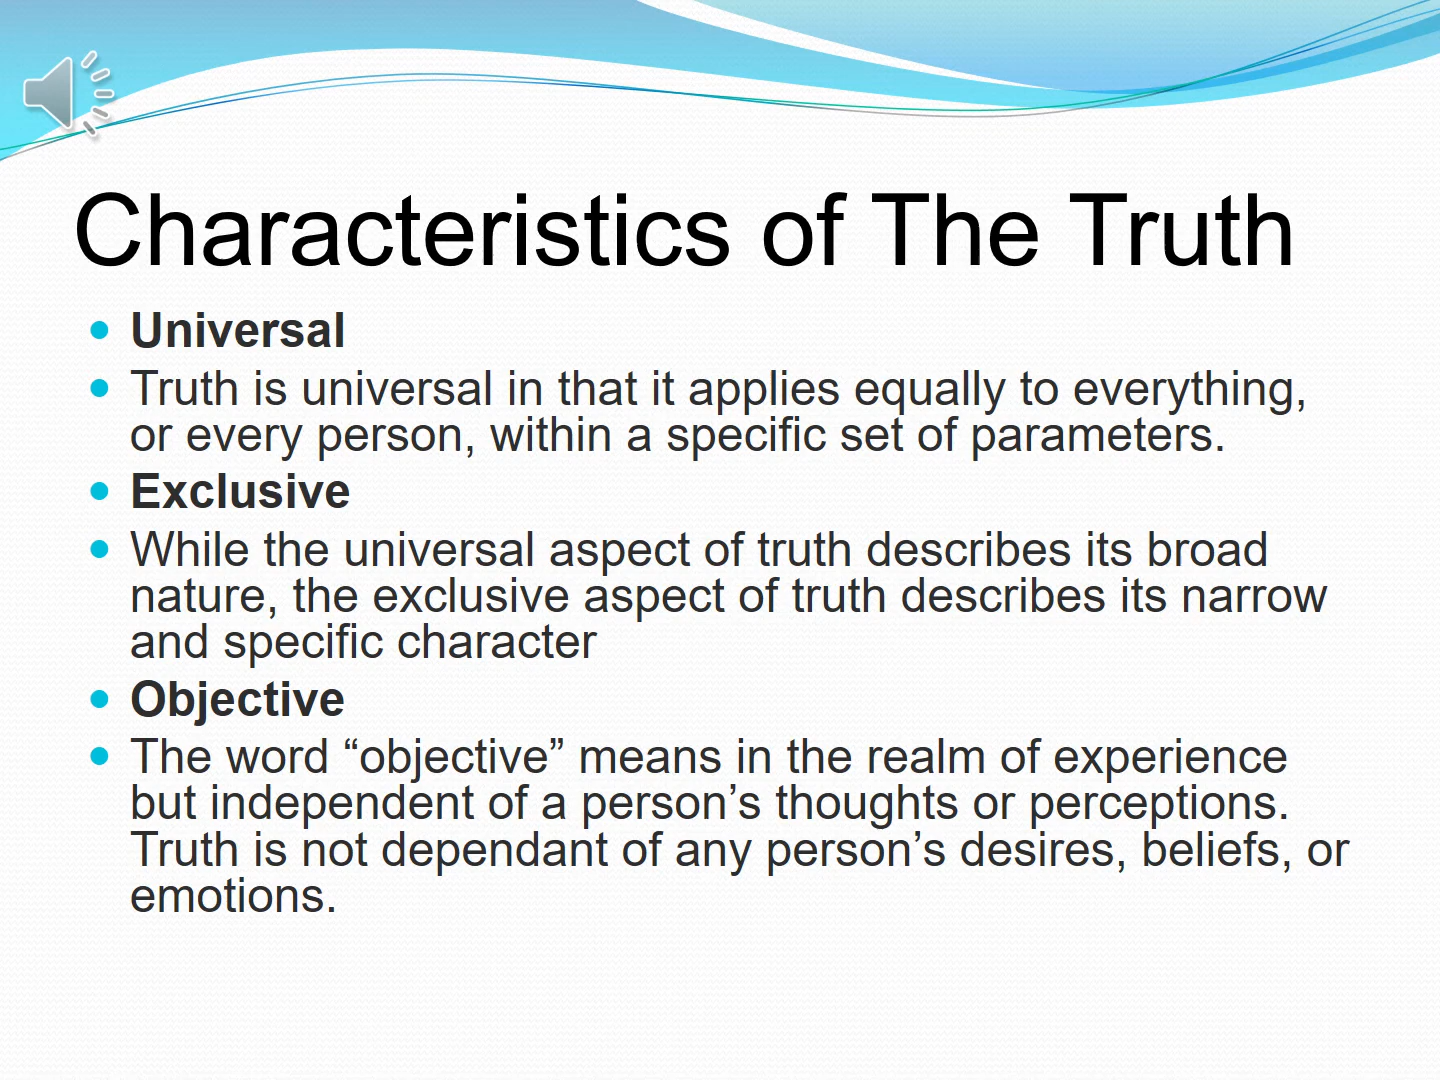 Characteristics of The Truth
Universal
Truth is universal in that it applies equally to everything,
or every person, within a specific set of parameters.
Exclusive
While the universal aspect of truth describes its broad
nature, the exclusive aspect of truth describes its narrow
and specific character
Objective
The word “objective” means in the realm of experience
but independent of a person’s thoughts or perceptions.
Truth is not dependant of any person’s desires, beliefs, or
emotions.